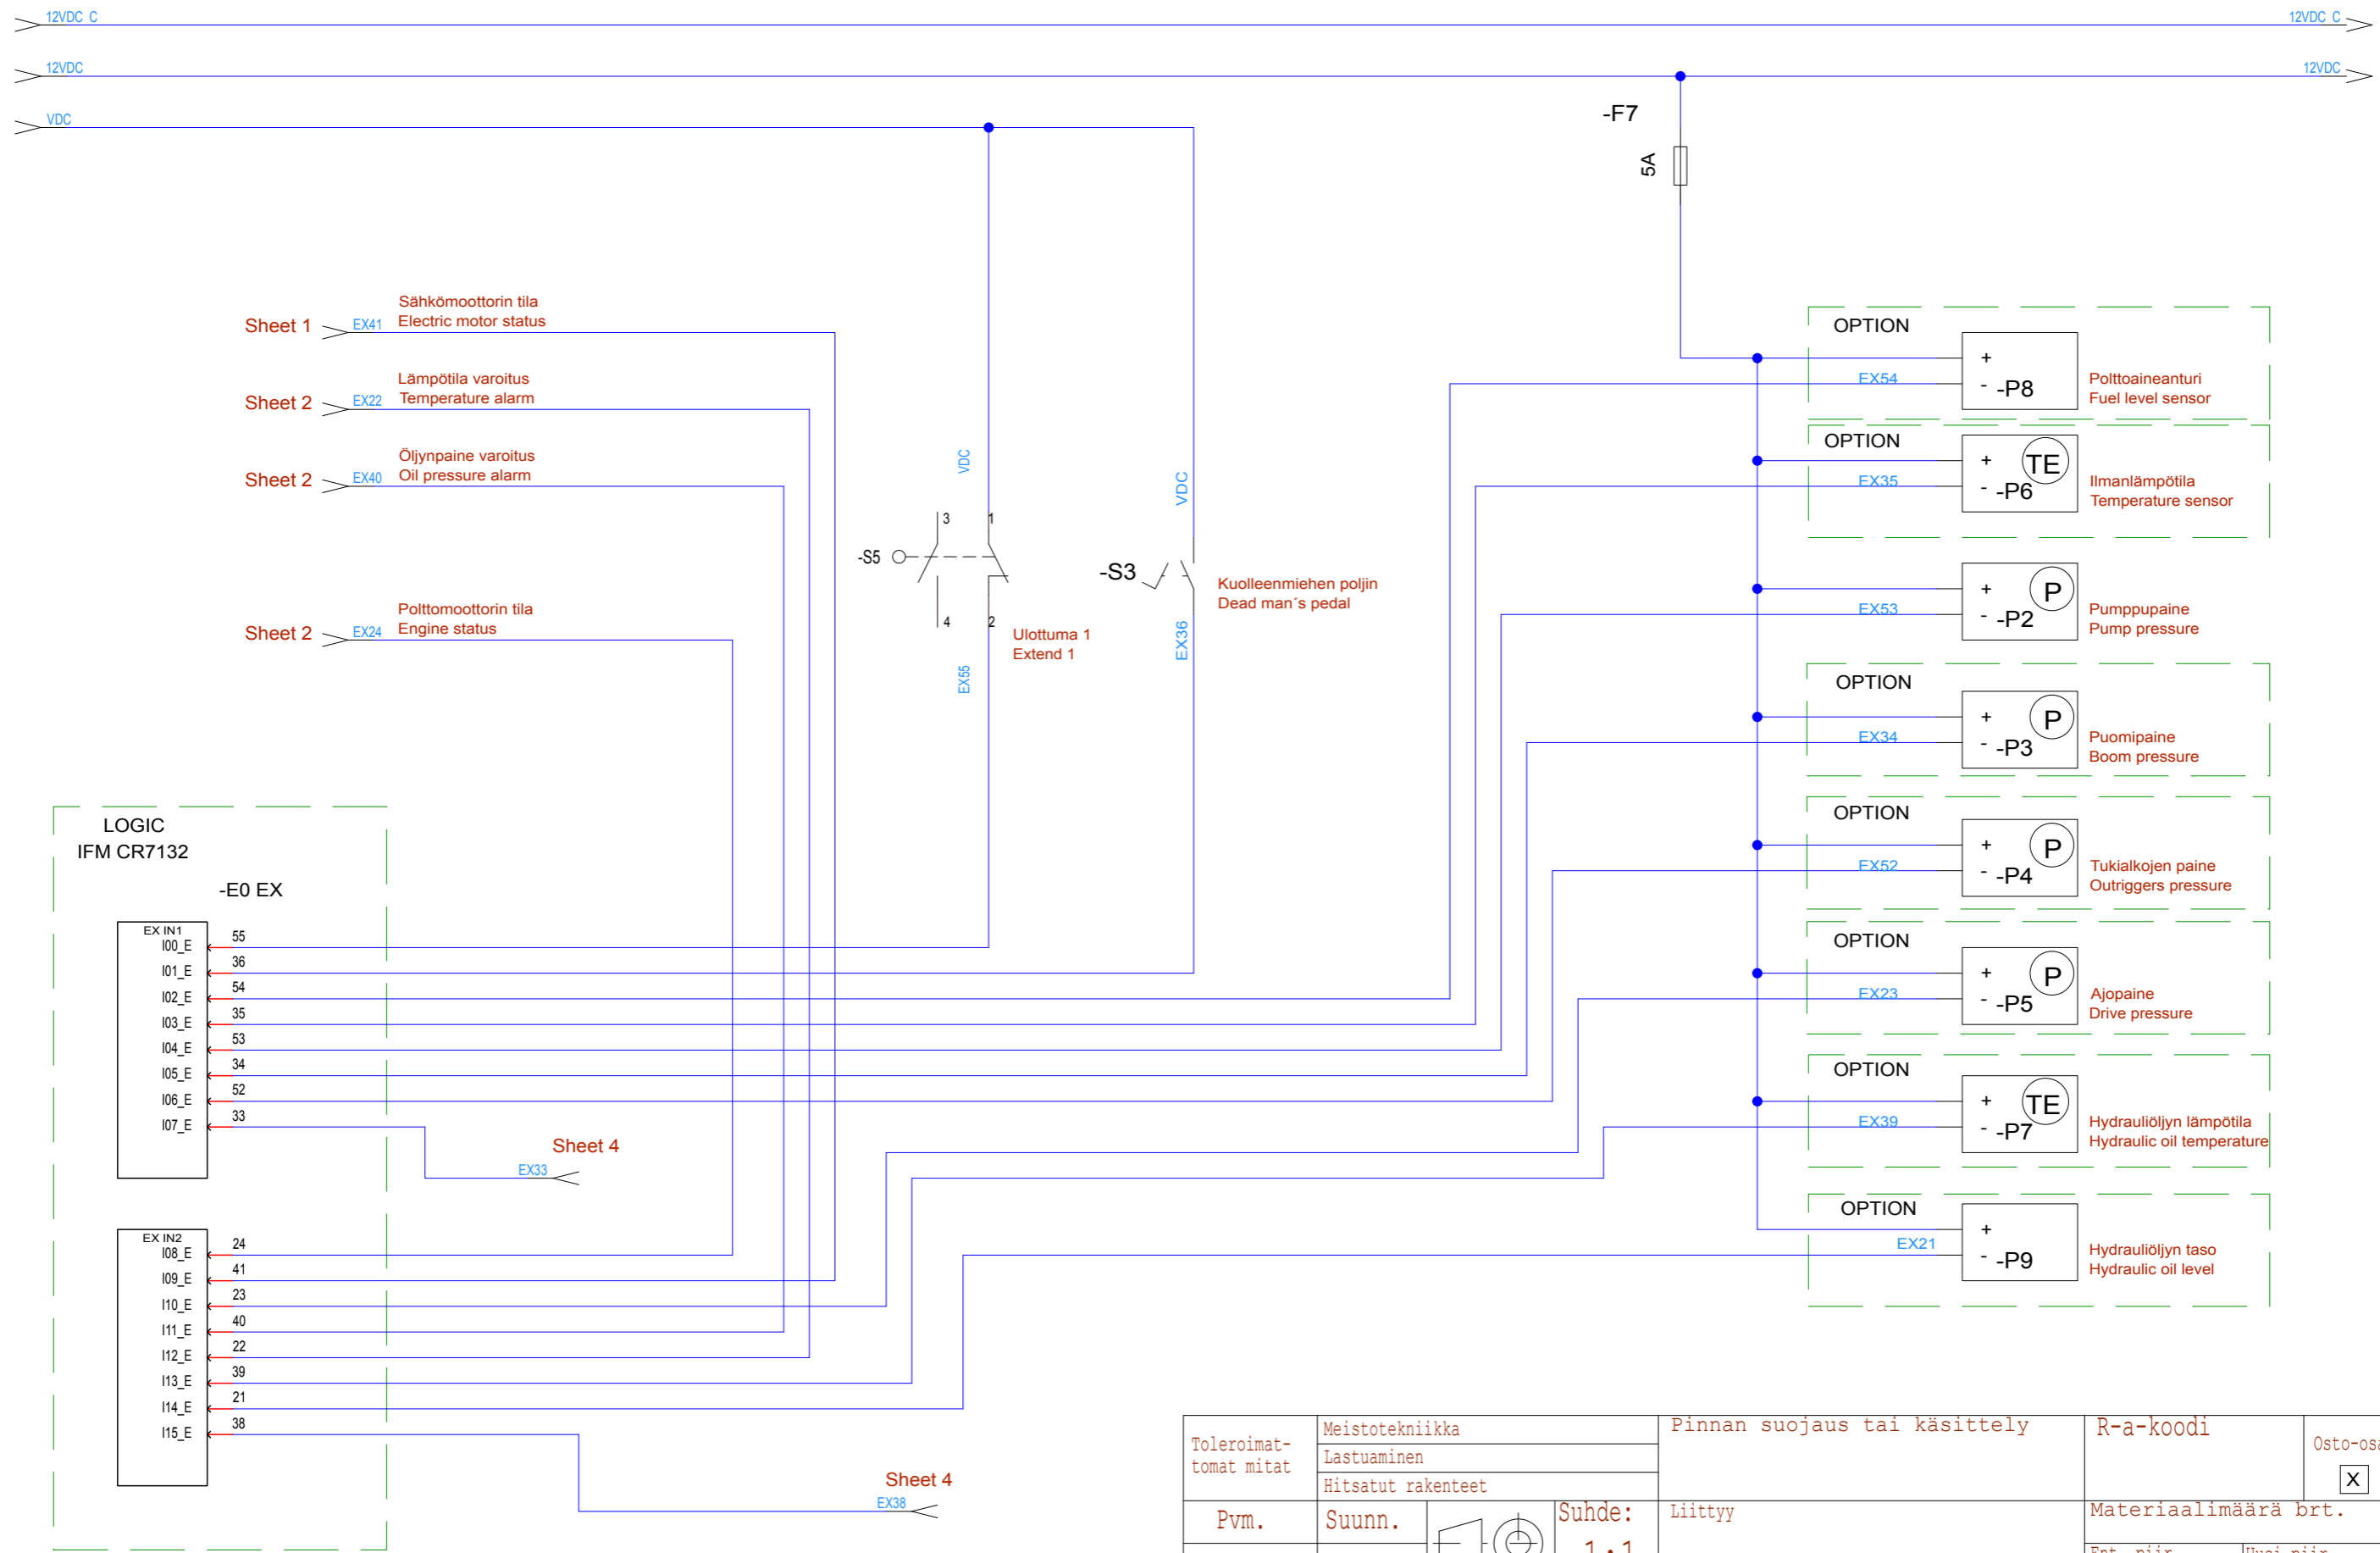 12VDC C
12VDC C
12VDC
12VDC
VDC
-F7
5A
Sheet 1
EX41
Sähkömoottorin tila
Electric motor status
Sheet 2
EX22
Lämpötila varoitus
Temperature alarm
Sheet 2
EX40
Öljynpaine varoitus
Oil pressure alarm
Sheet 2
EX24
Polttomoottorin tila
Engine status
VDC
-S5
3
1
4
2
Ulottuma 1
Extend 1
EX55
VDC
-S3
Kuolleenmiehen poljin
Dead man´s pedal
EX36
OPTION
EX54
+
- -P8
Polttoaineanturi
Fuel level sensor
OPTION
EX35
+ TE
- -P6
Ilmanlämpötila
Temperature sensor
EX53
+ P
- -P2
Pumppupaine
Pump pressure
OPTION
EX34
+ P
- -P3
Puomipaine
Boom pressure
OPTION
EX52
+ P
- -P4
Tukialkojen paine
Outriggers pressure
OPTION
EX23
+ P
- -P5
Ajopaine
Drive pressure
OPTION
EX39
+ TE
- -P7
Hydrauliöljyn lämpötila
Hydraulic oil temperature
OPTION
EX21
+
- -P9
Hydrauliöljyn taso
Hydraulic oil level
LOGIC
IFM CR7132
-E0 EX
EX IN1
I00_E 55
I01_E 36
I02_E 54
I03_E 35
I04_E 53
I05_E 34
I06_E 52
I07_E 33
Sheet 4
EX33
EX IN2
I08_E 24
I09_E 41
I10_E 23
I11_E 40
I12_E 22
I13_E 39
I14_E 21
I15_E 38
Sheet 4
EX38
Toleroimat-
tomat mitat
Meistotekniikka
Lastuaminen
Hitsatut rakenteet
Pinnan suojaus tai käsittely
R-a-koodi
Osto-osa
X
Pvm.
Suunn.
Suhde:
1:1
Liittyy
Materiaalimäärä brt.